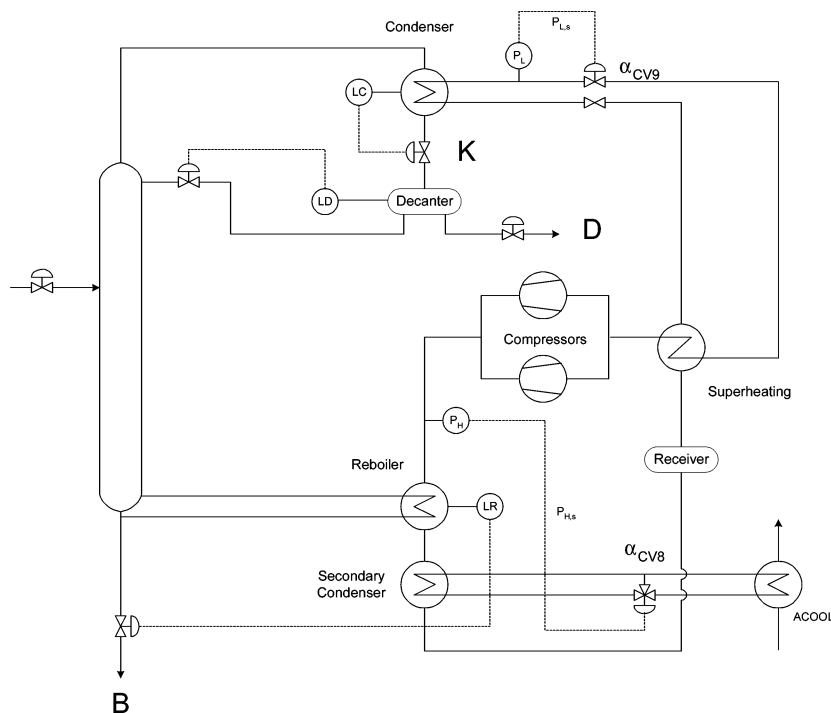 Condenser
P_L,s
P_L
α_CV9
LC
K
LD
Decanter
D
Compressors
Superheating
P_H
Reboiler
Receiver
LR
P_H,s
α_CV8
Secondary
Condenser
ACOOL
B